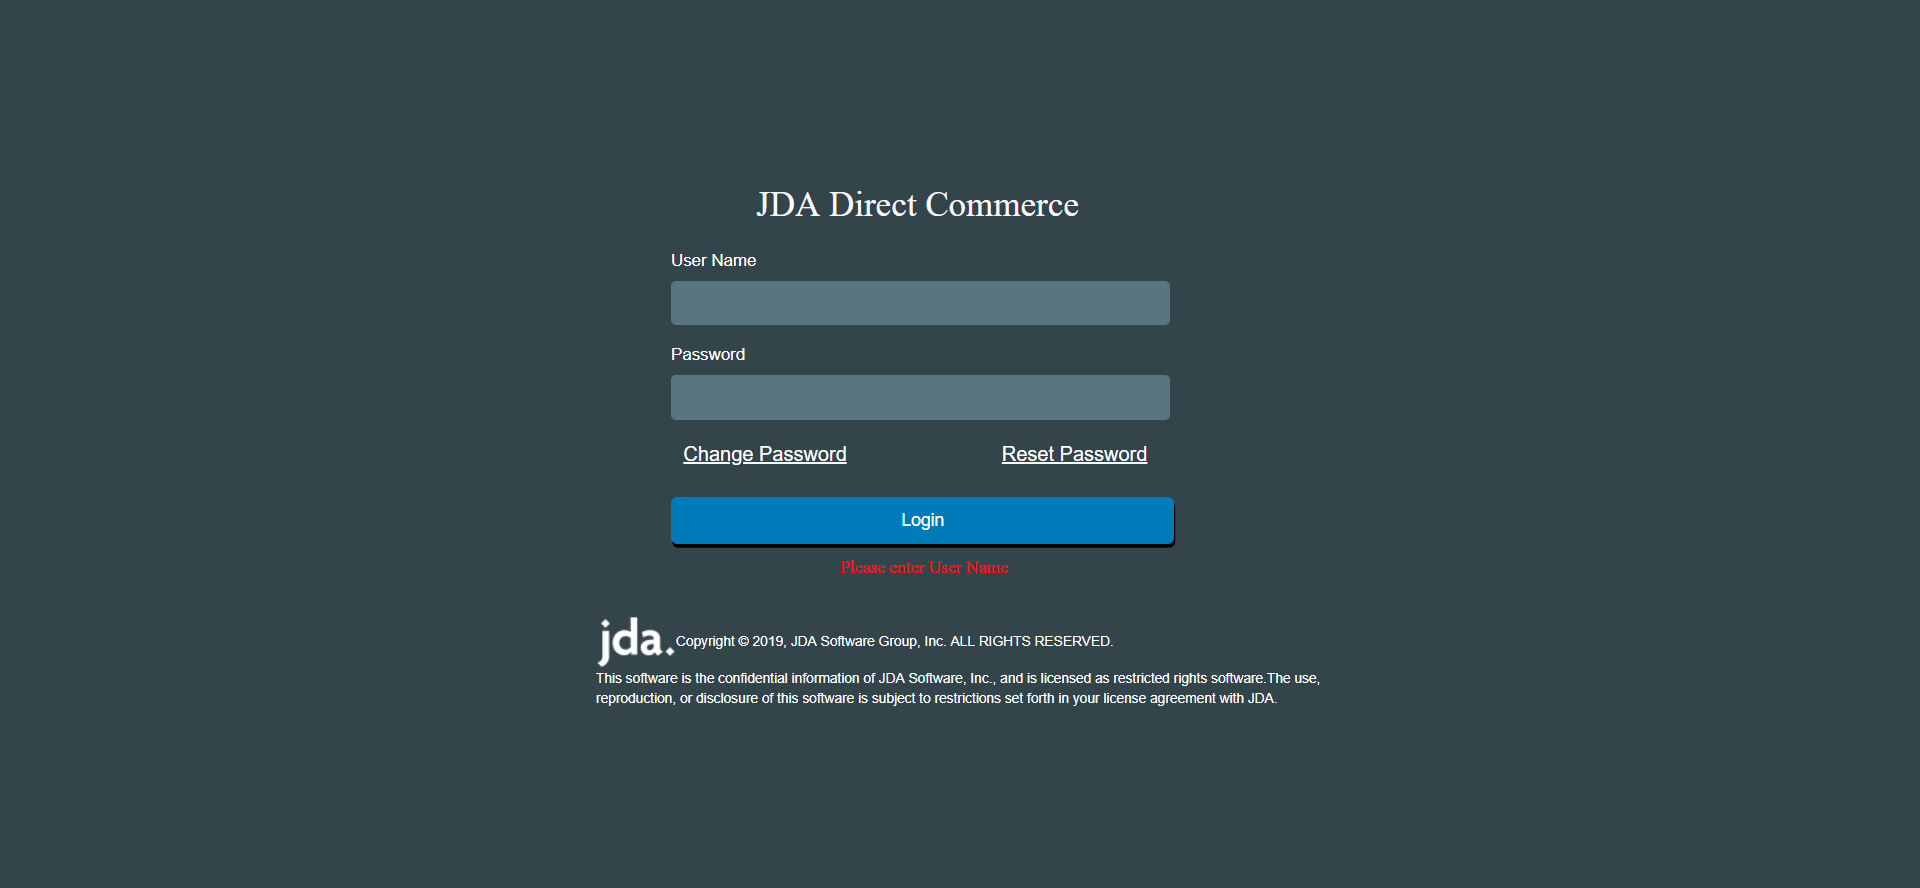 JDA Direct Commerce
User Name
Password
Change Password Reset Password
Login
Please enter User Name
jda. Copyright © 2019, JDA Software Group, Inc. ALL RIGHTS RESERVED.
This software is the confidential information of JDA Software, Inc., and is licensed as restricted rights software.The use,
reproduction, or disclosure of this software is subject to restrictions set forth in your license agreement with JDA.